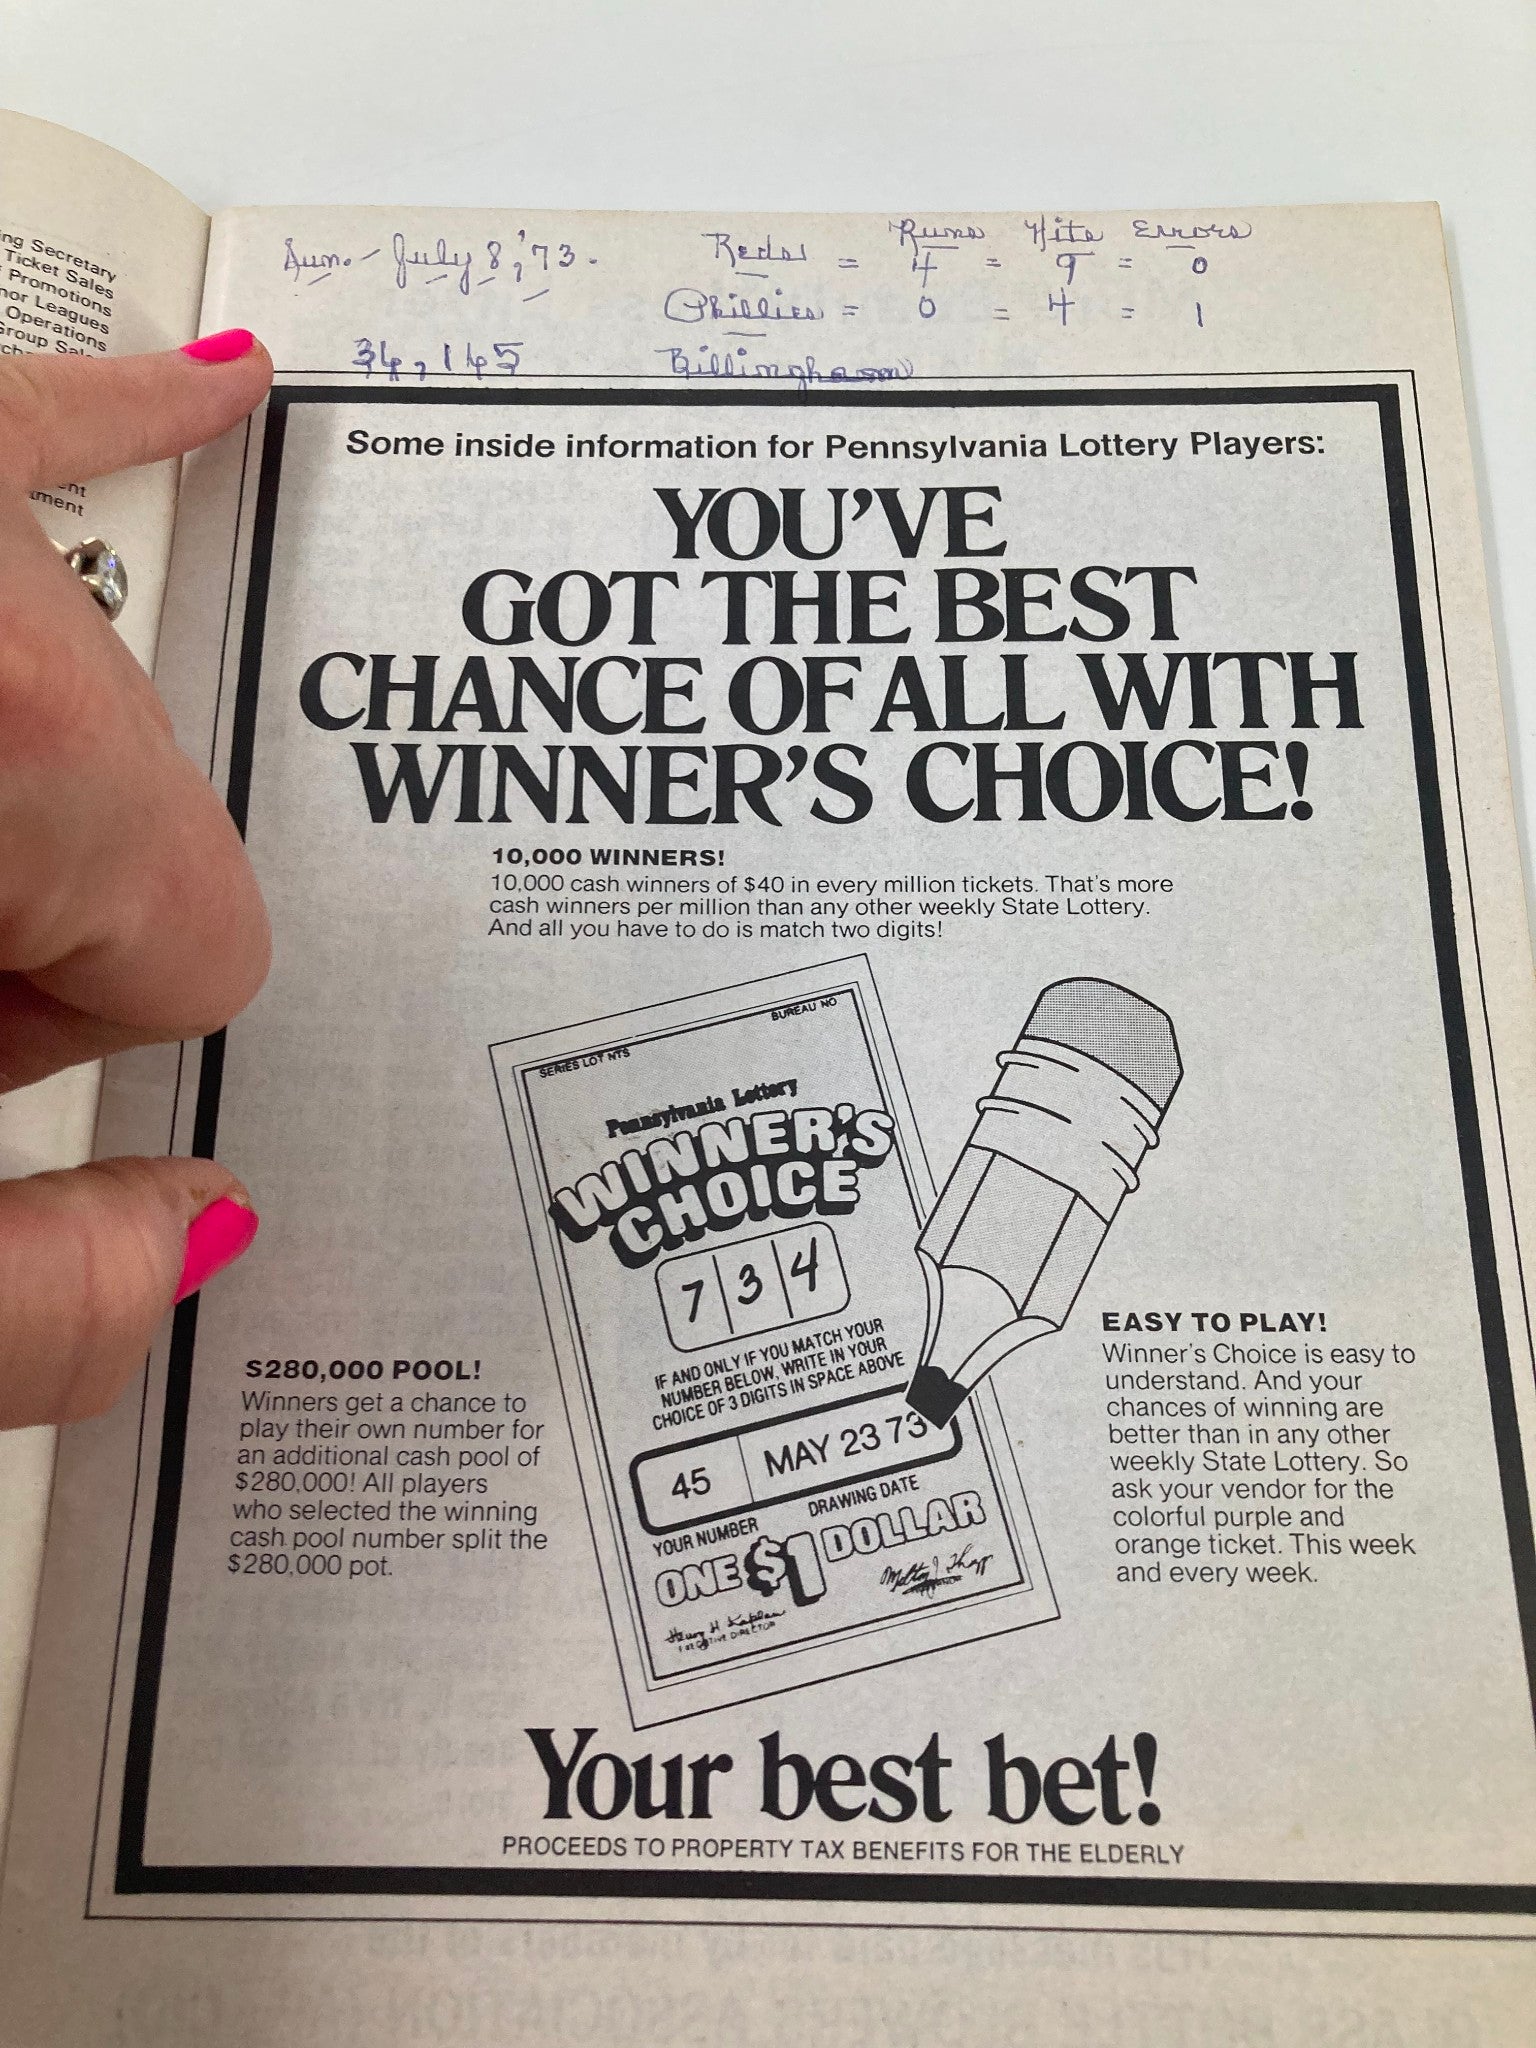 ing Secretary
Ticket Sales
Promotions
nor Leagues
Operations
Group Sal
ment
Sun. - July 8, '73.
Runs Hits Errors
Reds = 4 = 9 = 0
Phillies = 0 = 4 = 1
34,145 Billingham
Some inside information for Pennsylvania Lottery Players:
YOU'VE
GOT THE BEST
CHANCE OF ALL WITH
WINNER'S CHOICE!
10,000 WINNERS!
10,000 cash winners of $40 in every million tickets. That's more
cash winners per million than any other weekly State Lottery.
And all you have to do is match two digits!
BUREAU NO
SERIES LOT NTS
Pennsylvania Lottery
WINNER'S
CHOICE
7 3 4
IF AND ONLY IF YOU MATCH YOUR
NUMBER BELOW, WRITE IN YOUR
CHOICE OF 3 DIGITS IN SPACE ABOVE
45 MAY 23 73
YOUR NUMBER DRAWING DATE
ONE $1 DOLLAR
Milton J. Shapp
GOVERNOR
Henry H Kaplan
EXECUTIVE DIRECTOR
$280,000 POOL!
Winners get a chance to
play their own number for
an additional cash pool of
$280,000! All players
who selected the winning
cash pool number split the
$280,000 pot.
EASY TO PLAY!
Winner's Choice is easy to
understand. And your
chances of winning are
better than in any other
weekly State Lottery. So
ask your vendor for the
colorful purple and
orange ticket. This week
and every week.
Your best bet!
PROCEEDS TO PROPERTY TAX BENEFITS FOR THE ELDERLY